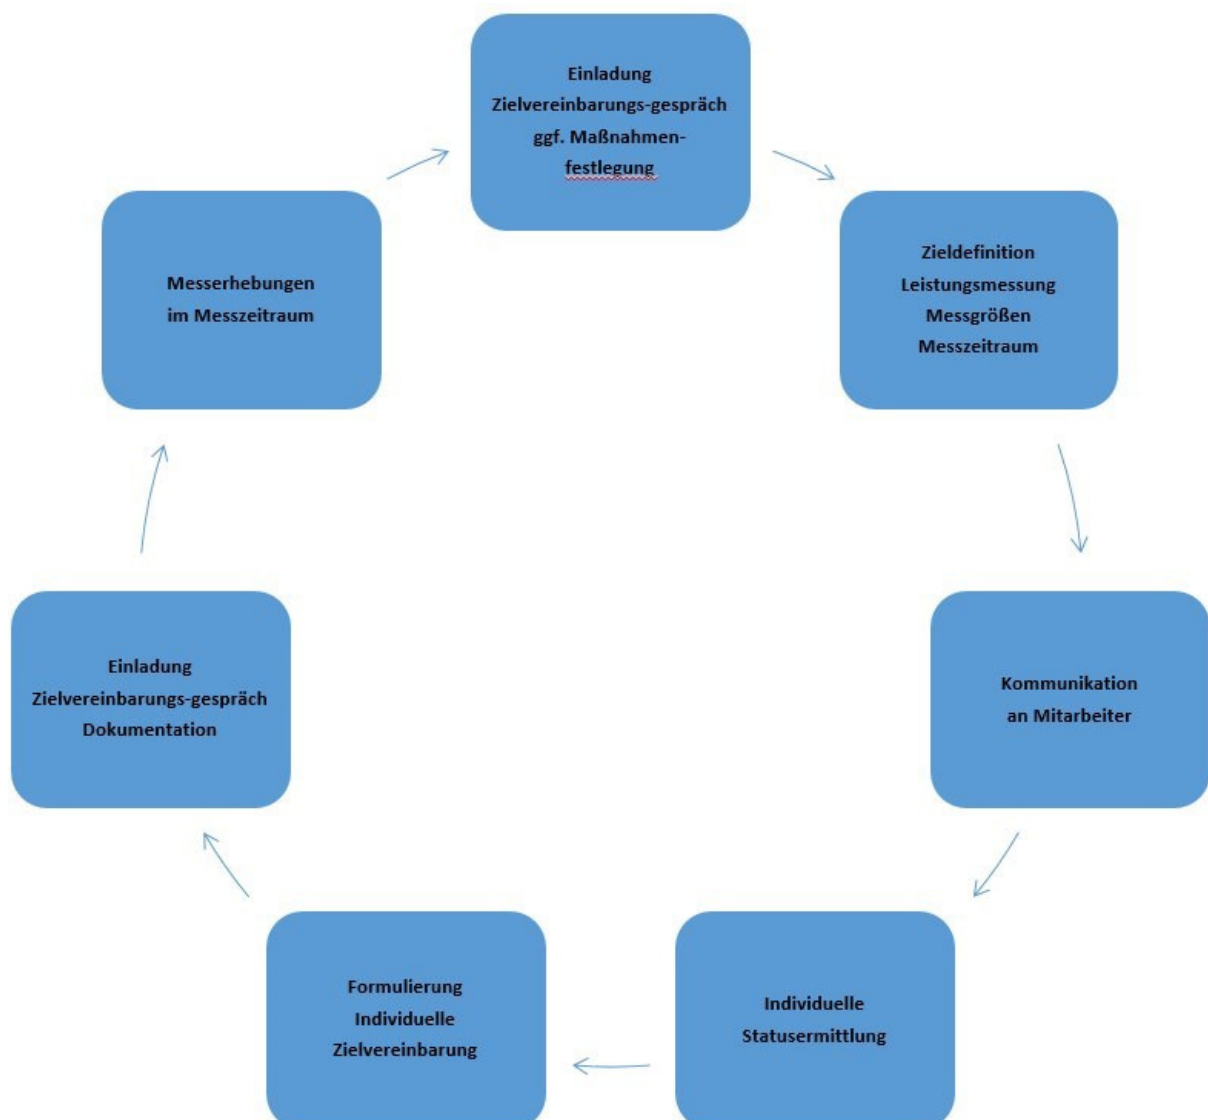 Einladung
Zielvereinbarungs-gespräch
ggf. Maßnahmen-
festlegung
Zieldefinition
Leistungsmessung
Messgrößen
Messzeitraum
Kommunikation
an Mitarbeiter
Individuelle
Statusermittlung
Formulierung
Individuelle
Zielvereinbarung
Einladung
Zielvereinbarungs-gespräch
Dokumentation
Messerhebungen
im Messzeitraum